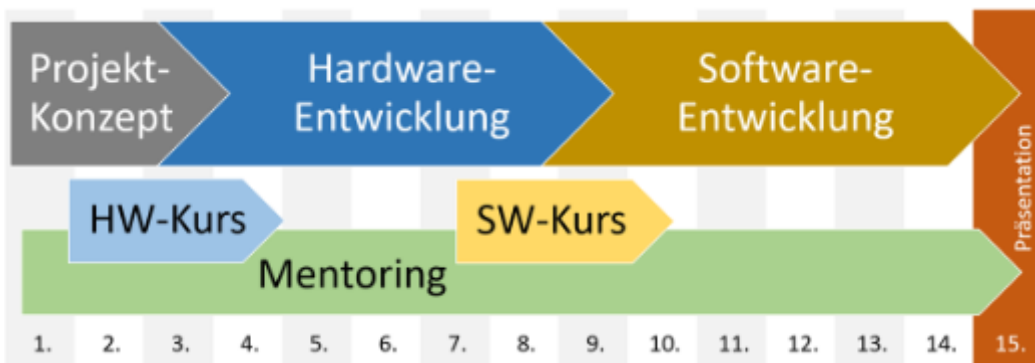 Projekt-
Konzept
Hardware-
Entwicklung
Software-
Entwicklung
Präsentation
HW-Kurs
SW-Kurs
Mentoring
1. 2. 3. 4. 5. 6. 7. 8. 9. 10. 11. 12. 13. 14. 15.